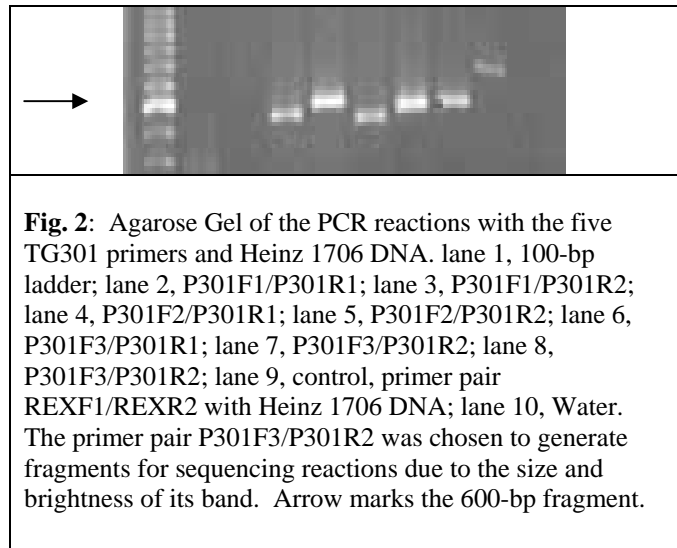 Fig. 2: Agarose Gel of the PCR reactions with the five
TG301 primers and Heinz 1706 DNA. lane 1, 100-bp
ladder; lane 2, P301F1/P301R1; lane 3, P301F1/P301R2;
lane 4, P301F2/P301R1; lane 5, P301F2/P301R2; lane 6,
P301F3/P301R1; lane 7, P301F3/P301R2; lane 8,
P301F3/P301R2; lane 9, control, primer pair
REXF1/REXR2 with Heinz 1706 DNA; lane 10, Water.
The primer pair P301F3/P301R2 was chosen to generate
fragments for sequencing reactions due to the size and
brightness of its band. Arrow marks the 600-bp fragment.